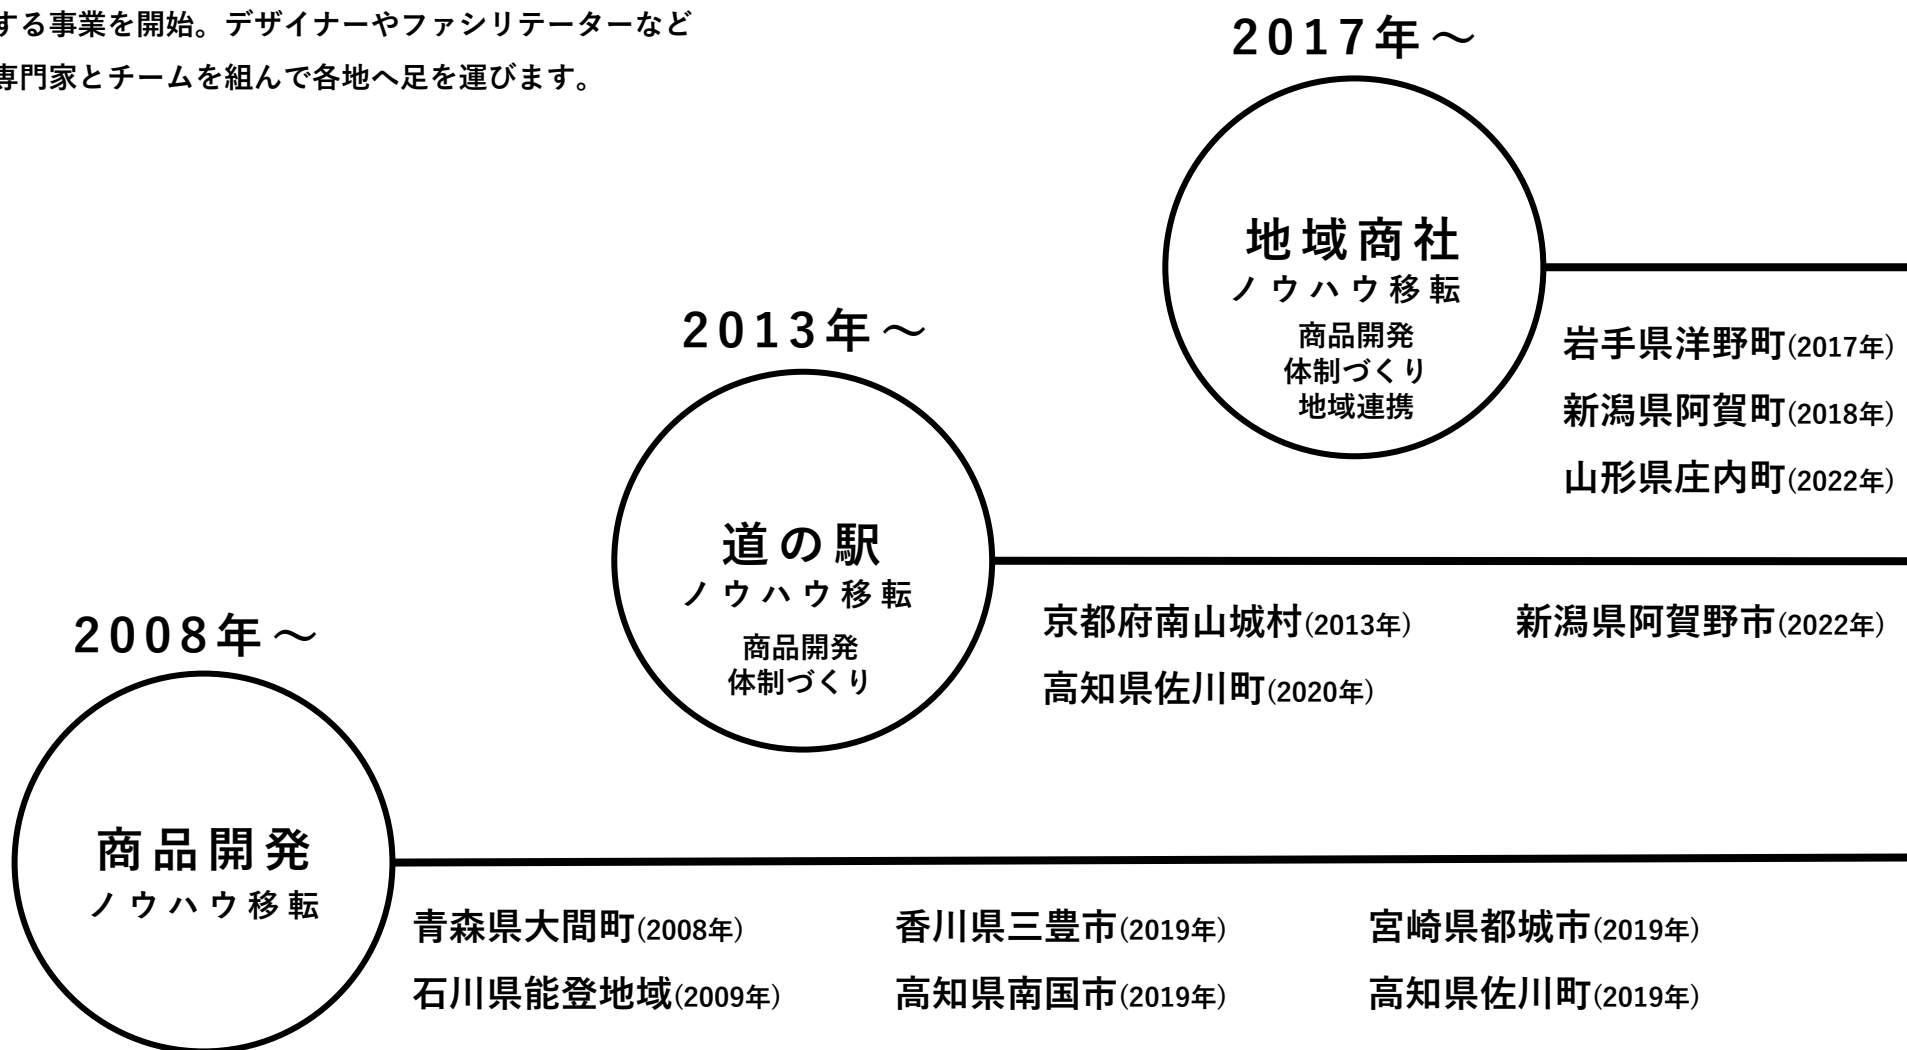 する事業を開始。デザイナーやファシリテーターなど
専門家とチームを組んで各地へ足を運びます。
2017年〜
地域商社
ノウハウ移転
商品開発
体制づくり
地域連携
岩手県洋野町(2017年)
新潟県阿賀町(2018年)
山形県庄内町(2022年)
2013年〜
道の駅
ノウハウ移転
商品開発
体制づくり
京都府南山城村(2013年) 新潟県阿賀野市(2022年)
高知県佐川町(2020年)
2008年〜
商品開発
ノウハウ移転
青森県大間町(2008年) 香川県三豊市(2019年) 宮崎県都城市(2019年)
石川県能登地域(2009年) 高知県南国市(2019年) 高知県佐川町(2019年)